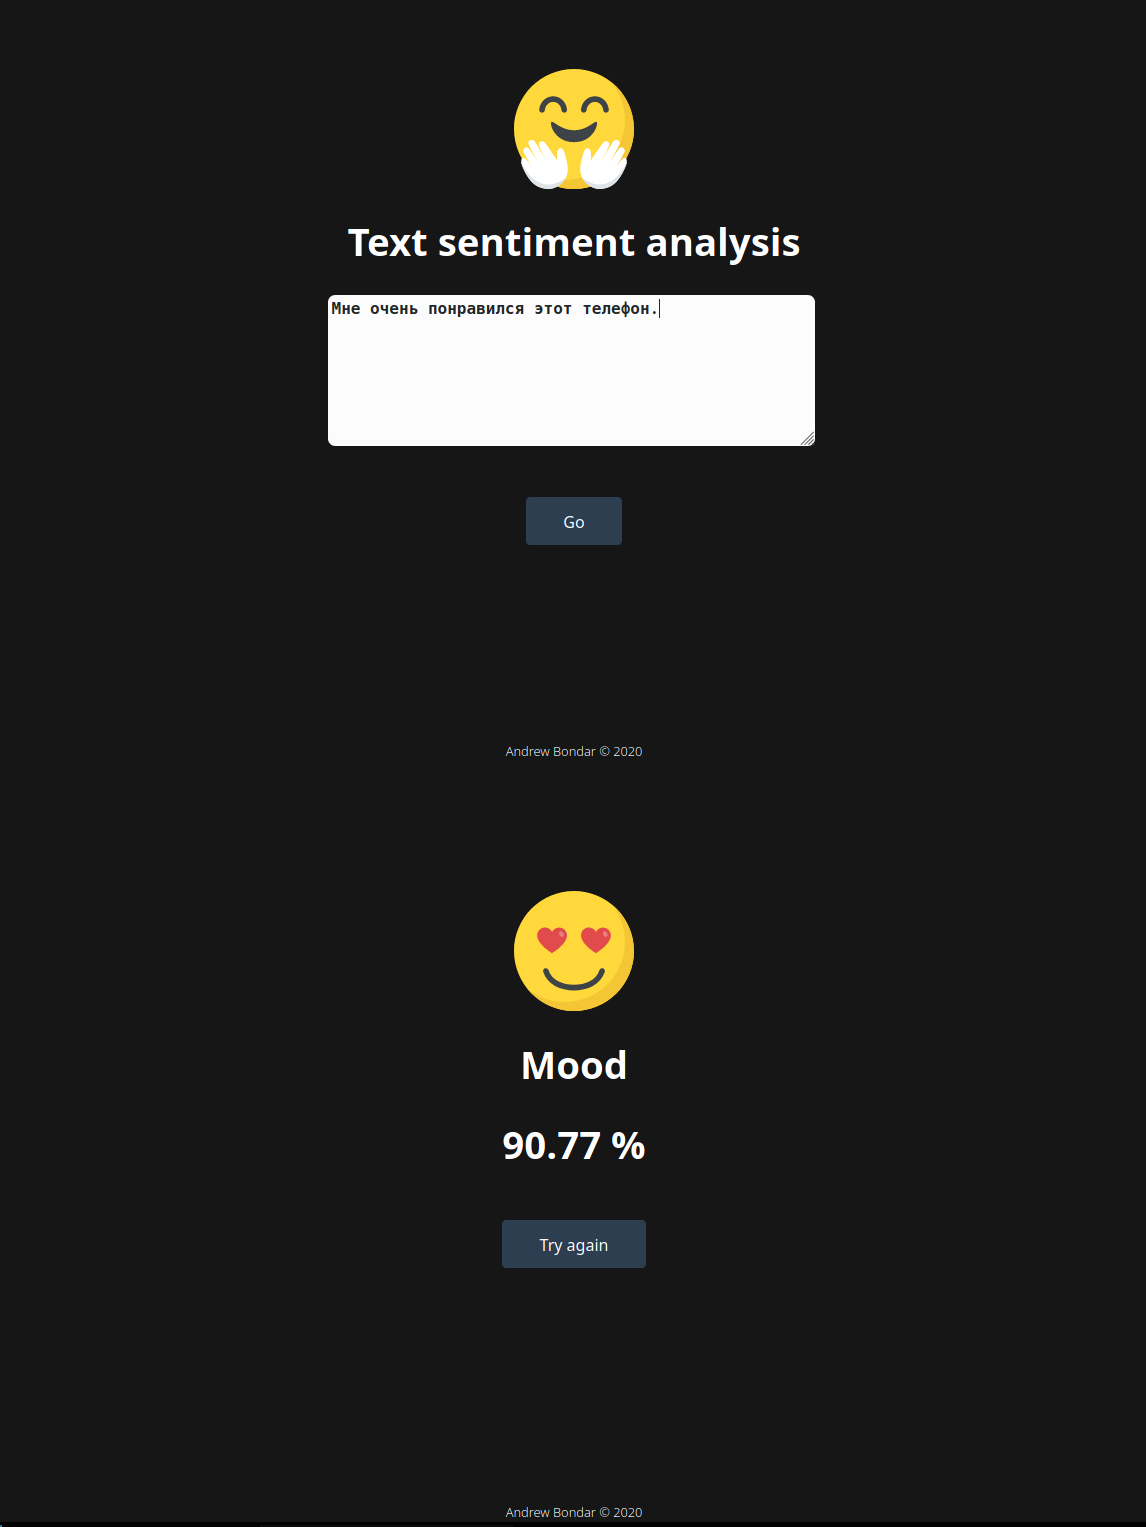 Text sentiment analysis
Мне очень понравился этот телефон.
Go
Andrew Bondar © 2020
Mood
90.77 %
Try again
Andrew Bondar © 2020